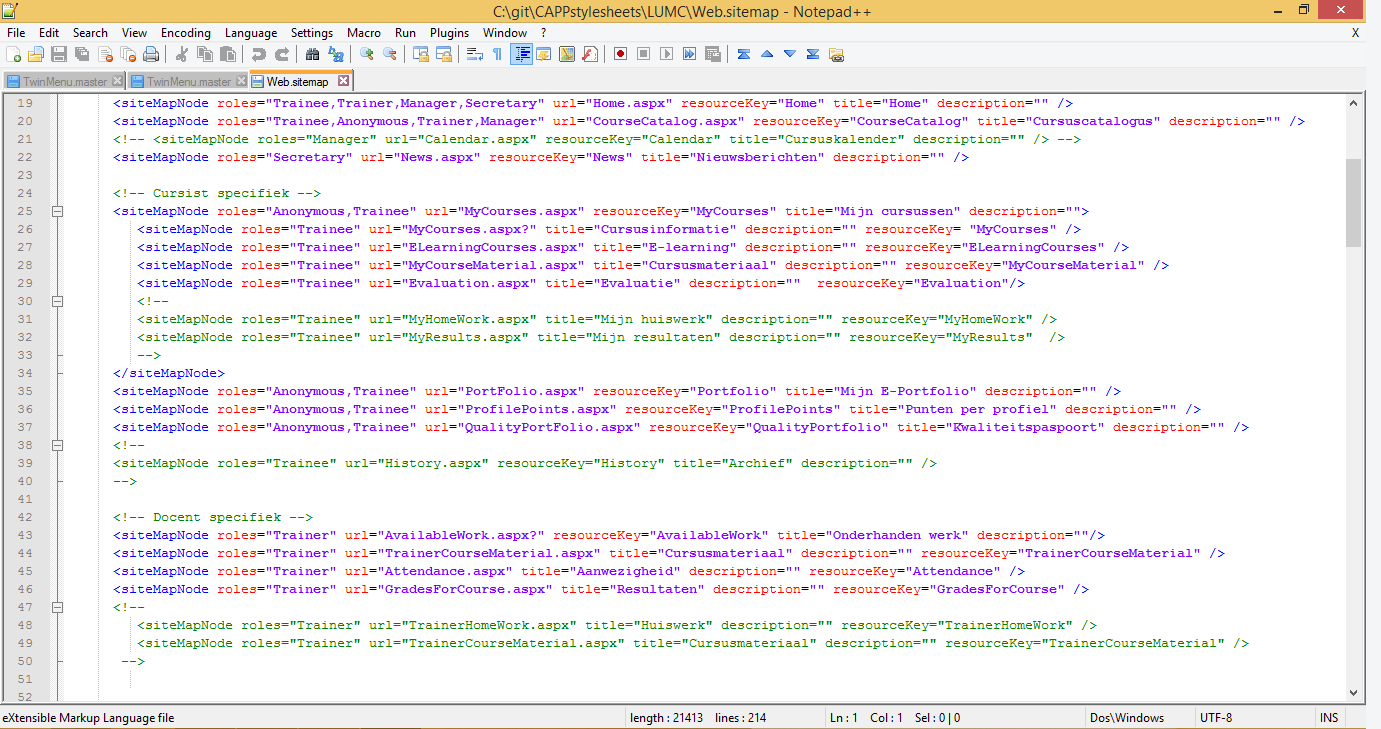 C:\git\CAPPstylesheets\LUMC\Web.sitemap - Notepad++
File Edit Search View Encoding Language Settings Macro Run Plugins Window ? X
TwinMenu.master TwinMenu.master Web.sitemap
19 <siteMapNode roles="Trainee,Trainer,Manager,Secretary" url="Home.aspx" resourceKey="Home" title="Home" description="" />
20 <siteMapNode roles="Trainee,Anonymous,Trainer,Manager" url="CourseCatalog.aspx" resourceKey="CourseCatalog" title="Cursuscatalogus" description="" />
21 <!-- <siteMapNode roles="Manager" url="Calendar.aspx" resourceKey="Calendar" title="Cursuskalender" description="" /> -->
22 <siteMapNode roles="Secretary" url="News.aspx" resourceKey="News" title="Nieuwsberichten" description="" />
23
24 <!-- Cursist specifiek -->
25 <siteMapNode roles="Anonymous,Trainee" url="MyCourses.aspx" resourceKey="MyCourses" title="Mijn cursussen" description="">
26 <siteMapNode roles="Trainee" url="MyCourses.aspx?" title="Cursusinformatie" description="" resourceKey= "MyCourses" />
27 <siteMapNode roles="Trainee" url="ELearningCourses.aspx" title="E-learning" description="" resourceKey="ELearningCourses" />
28 <siteMapNode roles="Trainee" url="MyCourseMaterial.aspx" title="Cursusmateriaal" description="" resourceKey="MyCourseMaterial" />
29 <siteMapNode roles="Trainee" url="Evaluation.aspx" title="Evaluatie" description=""  resourceKey="Evaluation"/>
30 <!--
31 <siteMapNode roles="Trainee" url="MyHomeWork.aspx" title="Mijn huiswerk" description="" resourceKey="MyHomeWork" />
32 <siteMapNode roles="Trainee" url="MyResults.aspx" title="Mijn resultaten" description="" resourceKey="MyResults"  />
33 -->
34 </siteMapNode>
35 <siteMapNode roles="Anonymous,Trainee" url="PortFolio.aspx" resourceKey="Portfolio" title="Mijn E-Portfolio" description="" />
36 <siteMapNode roles="Anonymous,Trainee" url="ProfilePoints.aspx" resourceKey="ProfilePoints" title="Punten per profiel" description="" />
37 <siteMapNode roles="Anonymous,Trainee" url="QualityPortFolio.aspx" resourceKey="QualityPortfolio" title="Kwaliteitspaspoort" description="" />
38 <!--
39 <siteMapNode roles="Trainee" url="History.aspx" resourceKey="History" title="Archief" description="" />
40 -->
41
42 <!-- Docent specifiek -->
43 <siteMapNode roles="Trainer" url="AvailableWork.aspx?" resourceKey="AvailableWork" title="Onderhanden werk" description=""/>
44 <siteMapNode roles="Trainer" url="TrainerCourseMaterial.aspx" title="Cursusmateriaal" description="" resourceKey="TrainerCourseMaterial" />
45 <siteMapNode roles="Trainer" url="Attendance.aspx" title="Aanwezigheid" description="" resourceKey="Attendance" />
46 <siteMapNode roles="Trainer" url="GradesForCourse.aspx" title="Resultaten" description="" resourceKey="GradesForCourse" />
47 <!--
48 <siteMapNode roles="Trainer" url="TrainerHomeWork.aspx" title="Huiswerk" description="" resourceKey="TrainerHomeWork" />
49 <siteMapNode roles="Trainer" url="TrainerCourseMaterial.aspx" title="Cursusmateriaal" description="" resourceKey="TrainerCourseMaterial" />
50 -->
51
52
eXtensible Markup Language file length : 21413 lines : 214 Ln : 1 Col : 1 Sel : 0 | 0 Dos\Windows UTF-8 INS